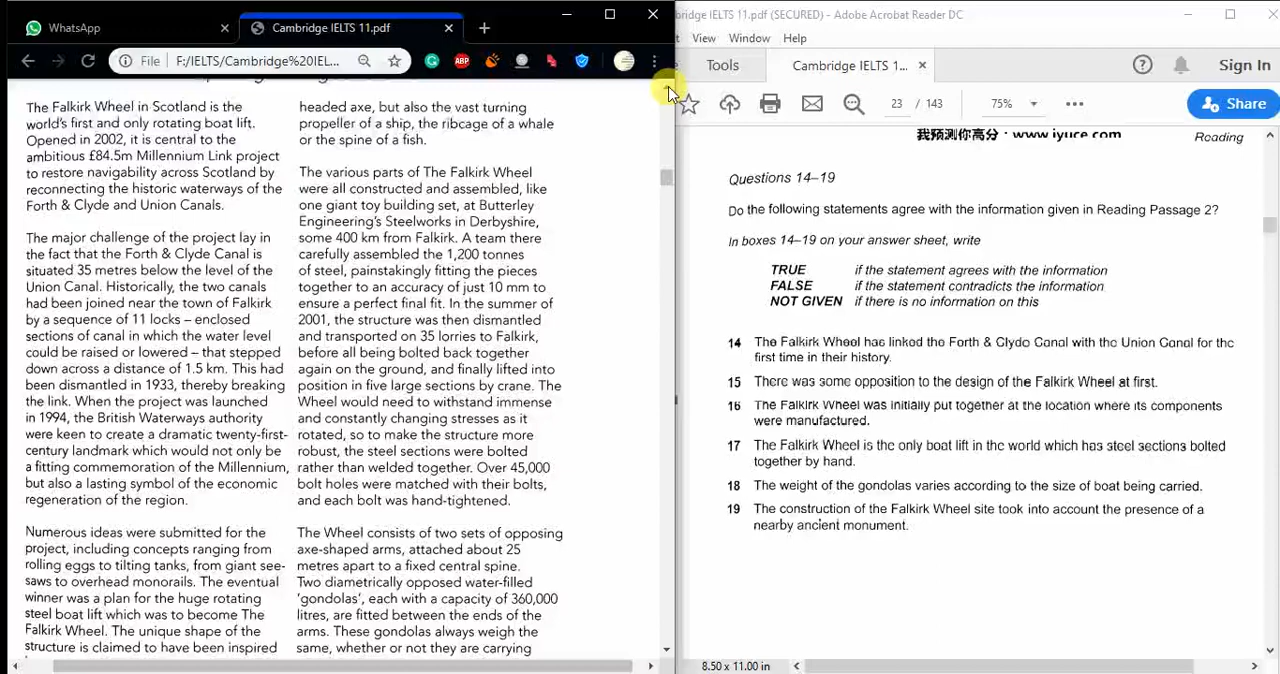 WhatsApp
Cambridge IELTS 11.pdf
File
F:/IELTS/Cambridge%20IEL...
ABP
The Falkirk Wheel in Scotland is the
world's first and only rotating boat lift.
Opened in 2002, it is central to the
ambitious £84.5m Millennium Link project
to restore navigability across Scotland by
reconnecting the historic waterways of the
Forth & Clyde and Union Canals.
The major challenge of the project lay in
the fact that the Forth & Clyde Canal is
situated 35 metres below the level of the
Union Canal. Historically, the two canals
had been joined near the town of Falkirk
by a sequence of 11 locks – enclosed
sections of canal in which the water level
could be raised or lowered – that stepped
down across a distance of 1.5 km. This had
been dismantled in 1933, thereby breaking
the link. When the project was launched
in 1994, the British Waterways authority
were keen to create a dramatic twenty-first-
century landmark which would not only be
a fitting commemoration of the Millennium,
but also a lasting symbol of the economic
regeneration of the region.
Numerous ideas were submitted for the
project, including concepts ranging from
rolling eggs to tilting tanks, from giant see-
saws to overhead monorails. The eventual
winner was a plan for the huge rotating
steel boat lift which was to become The
Falkirk Wheel. The unique shape of the
structure is claimed to have been inspired
headed axe, but also the vast turning
propeller of a ship, the ribcage of a whale
or the spine of a fish.
The various parts of The Falkirk Wheel
were all constructed and assembled, like
one giant toy building set, at Butterley
Engineering's Steelworks in Derbyshire,
some 400 km from Falkirk. A team there
carefully assembled the 1,200 tonnes
of steel, painstakingly fitting the pieces
together to an accuracy of just 10 mm to
ensure a perfect final fit. In the summer of
2001, the structure was then dismantled
and transported on 35 lorries to Falkirk,
before all being bolted back together
again on the ground, and finally lifted into
position in five large sections by crane. The
Wheel would need to withstand immense
and constantly changing stresses as it
rotated, so to make the structure more
robust, the steel sections were bolted
rather than welded together. Over 45,000
bolt holes were matched with their bolts,
and each bolt was hand-tightened.
The Wheel consists of two sets of opposing
axe-shaped arms, attached about 25
metres apart to a fixed central spine.
Two diametrically opposed water-filled
'gondolas', each with a capacity of 360,000
litres, are fitted between the ends of the
arms. These gondolas always weigh the
same, whether or not they are carrying
bridge IELTS 11.pdf (SECURED) - Adobe Acrobat Reader DC
View Window Help
Tools
Cambridge IELTS 1...
Sign In
23 / 143
75%
Share
我预测你高分 : www.iyuce.com
Reading
Questions 14–19
Do the following statements agree with the information given in Reading Passage 2?
In boxes 14–19 on your answer sheet, write
TRUE if the statement agrees with the information
FALSE if the statement contradicts the information
NOT GIVEN if there is no information on this
14 The Falkirk Wheel has linked the Forth & Clyde Canal with the Union Canal for the
first time in their history.
15 There was some opposition to the design of the Falkirk Wheel at first.
16 The Falkirk Wheel was initially put together at the location where its components
were manufactured.
17 The Falkirk Wheel is the only boat lift in the world which has steel sections bolted
together by hand.
18 The weight of the gondolas varies according to the size of boat being carried.
19 The construction of the Falkirk Wheel site took into account the presence of a
nearby ancient monument.
8.50 x 11.00 in